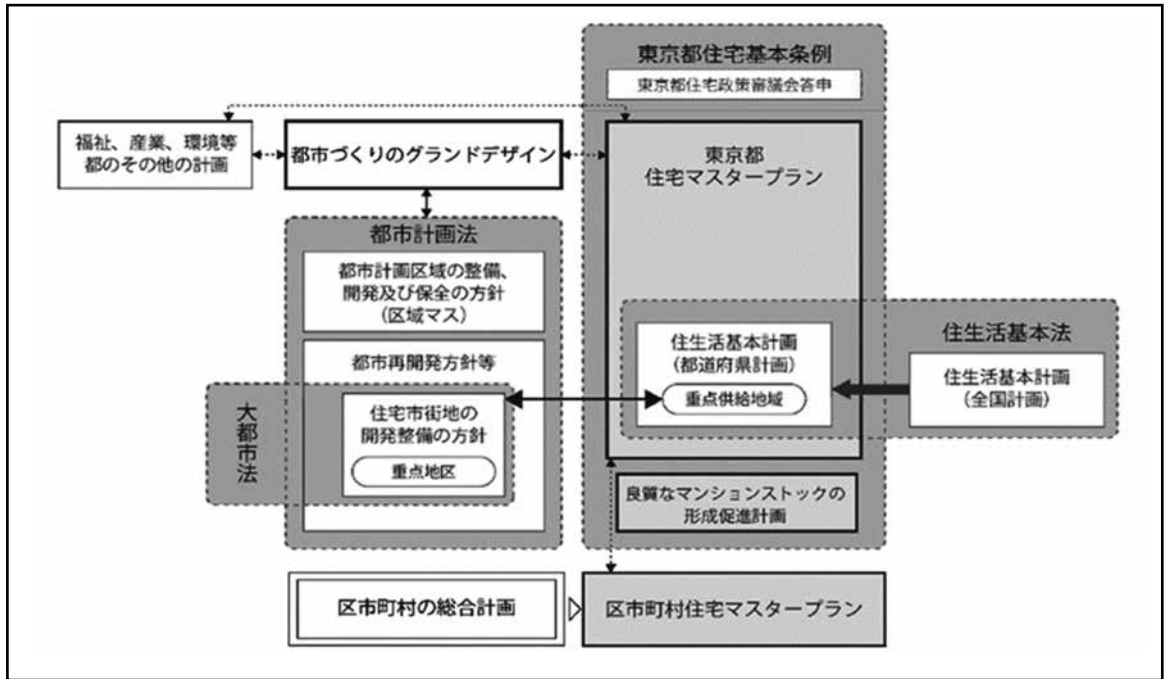 東京都住宅基本条例
東京都住宅政策審議会答申
福祉、産業、環境等
都のその他の計画
都市づくりのグランドデザイン
東京都
住宅マスタープラン
都市計画法
都市計画区域の整備、
開発及び保全の方針
(区域マス)
都市再開発方針等
大都市法
住宅市街地の
開発整備の方針
重点地区
住生活基本計画
(都道府県計画)
重点供給地域
住生活基本法
住生活基本計画
(全国計画)
良質なマンションストックの
形成促進計画
区市町村の総合計画
区市町村住宅マスタープラン